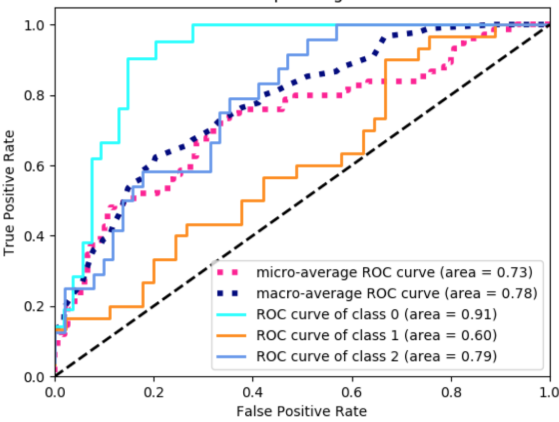 1.0
0.8
0.6
0.4
0.2
0.0
True Positive Rate
micro-average ROC curve (area = 0.73)
macro-average ROC curve (area = 0.78)
ROC curve of class 0 (area = 0.91)
ROC curve of class 1 (area = 0.60)
ROC curve of class 2 (area = 0.79)
0.0 0.2 0.4 0.6 0.8 1.0
False Positive Rate